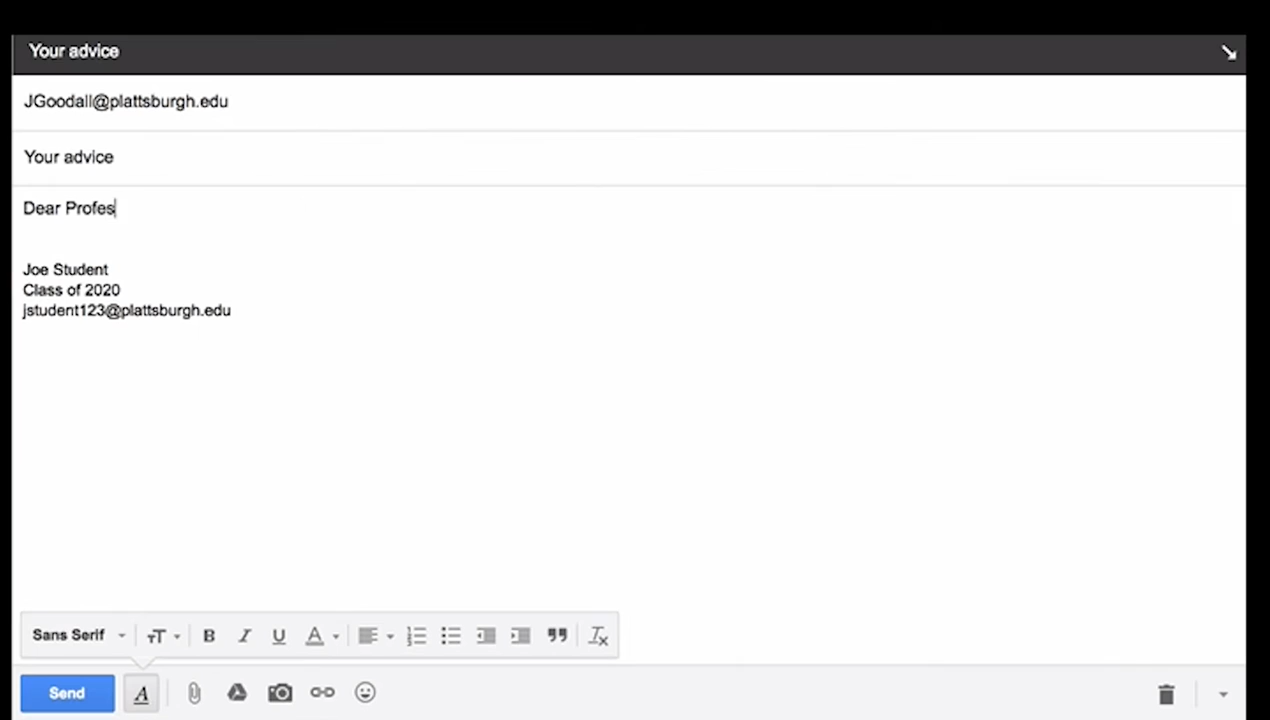 Your advice
JGoodall@plattsburgh.edu
Your advice
Dear Profes
Joe Student
Class of 2020
jstudent123@plattsburgh.edu
Sans Serif
Send